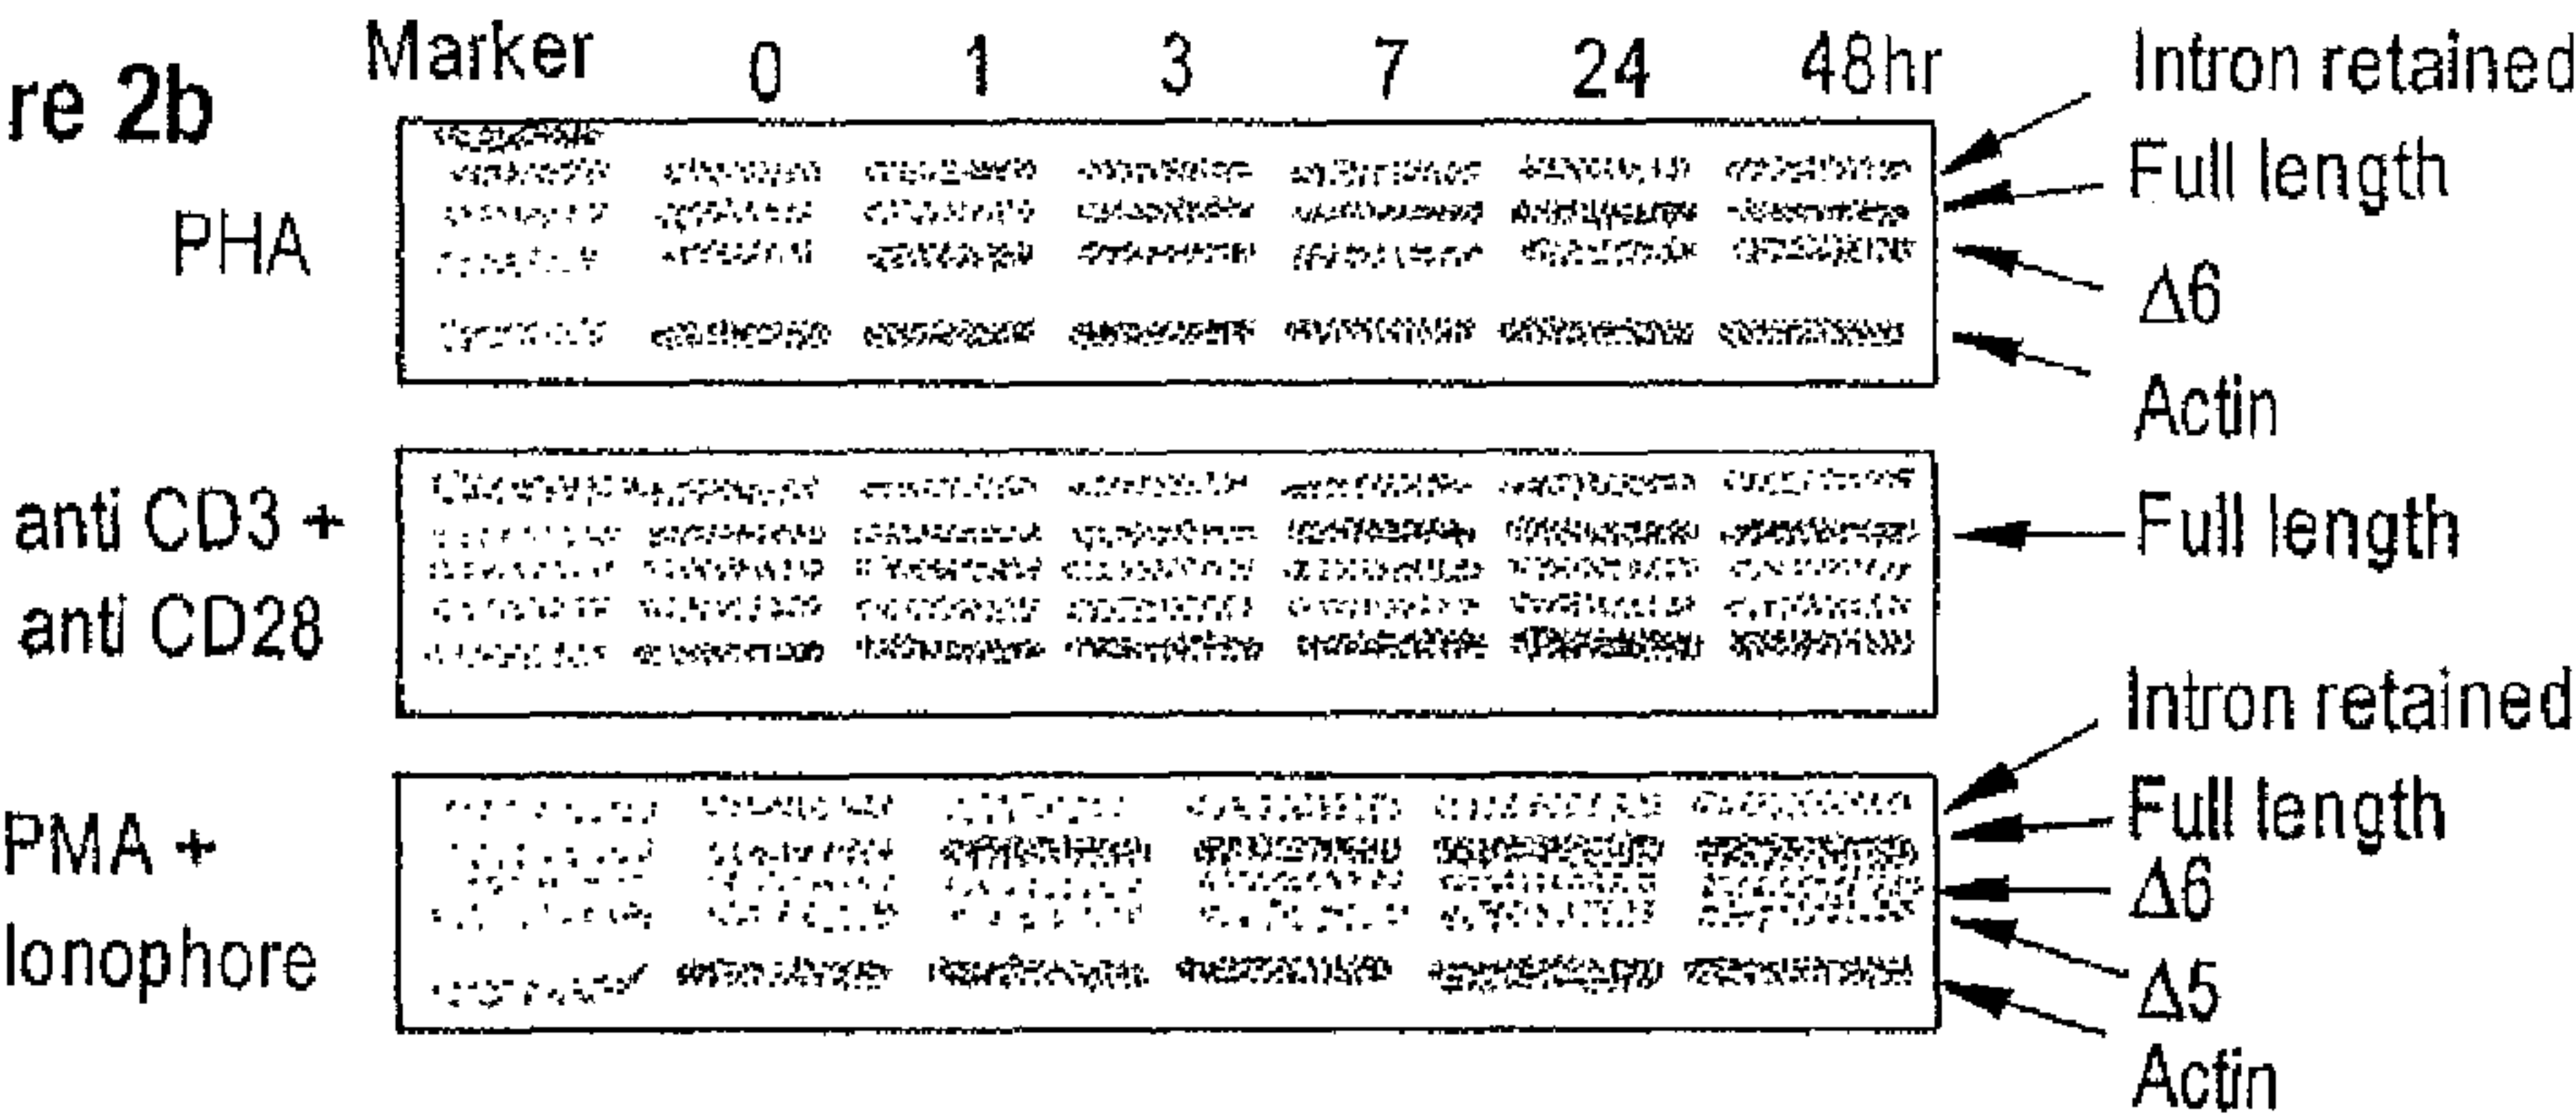 re 2b
Marker 0 1 3 7 24 48hr
PHA
Intron retained
Full length
Δ6
Actin
anti CD3 +
anti CD28
Full length
PMA +
Ionophore
Intron retained
Full length
Δ6
Δ5
Actin